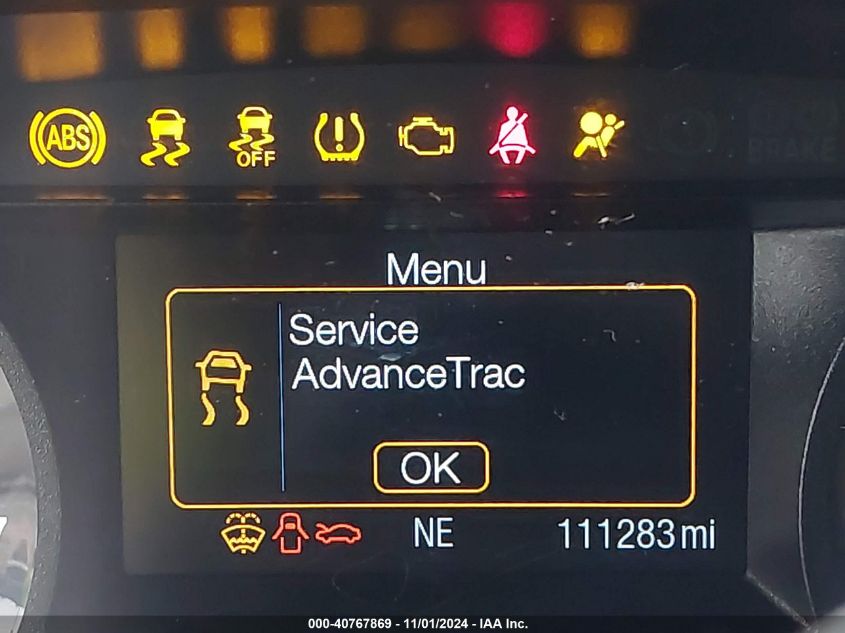 ABS
OFF
BRAKE
Menu
Service
AdvanceTrac
OK
NE 111283mi
000-40767869 - 11/01/2024 - IAA Inc.